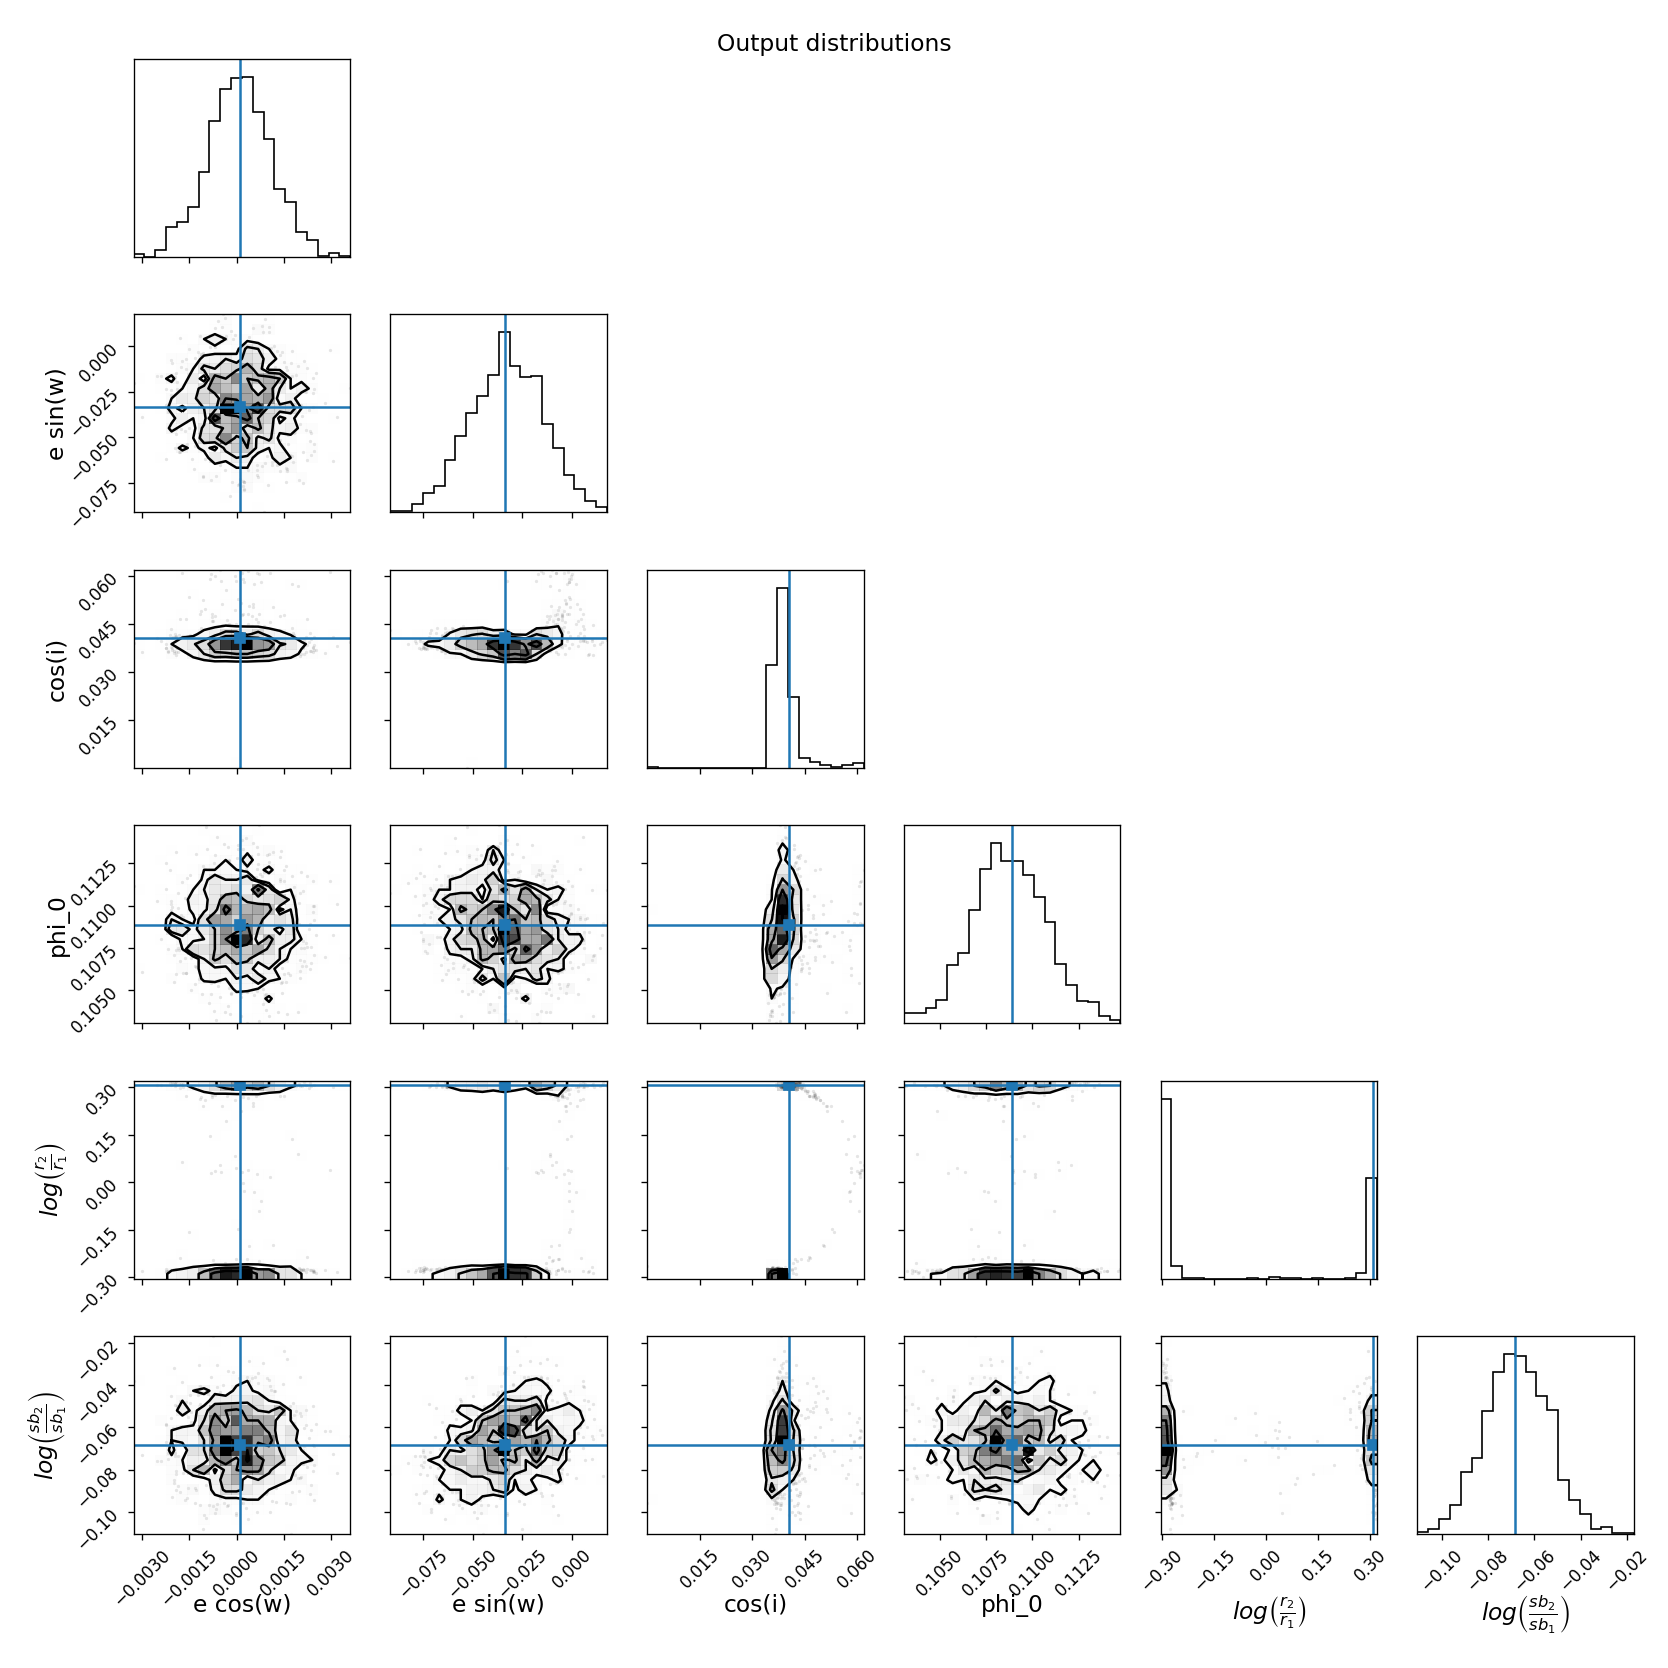 Output distributions
e sin(w)
0.000
−0.025
−0.050
−0.075
cos(i)
0.060
0.045
0.030
0.015
phi_0
0.1125
0.1100
0.1075
0.1050
log(r2/r1)
0.30
0.15
0.00
−0.15
−0.30
log(sb2/sb1)
−0.02
−0.04
−0.06
−0.08
−0.10
−0.0030 −0.0015 0.0000 0.0015 0.0030
e cos(w)
−0.075 −0.050 −0.025 0.000
e sin(w)
0.015 0.030 0.045 0.060
cos(i)
0.1050 0.1075 0.1100 0.1125
phi_0
−0.30 −0.15 0.00 0.15 0.30
log(r2/r1)
−0.10 −0.08 −0.06 −0.04 −0.02
log(sb2/sb1)